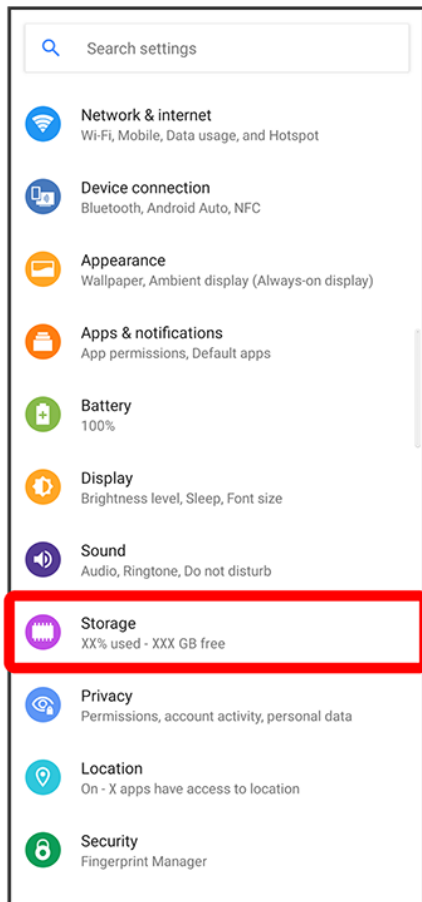 Search settings
Network & internet
Wi-Fi, Mobile, Data usage, and Hotspot
Device connection
Bluetooth, Android Auto, NFC
Appearance
Wallpaper, Ambient display (Always-on display)
Apps & notifications
App permissions, Default apps
Battery
100%
Display
Brightness level, Sleep, Font size
Sound
Audio, Ringtone, Do not disturb
Storage
XX% used - XXX GB free
Privacy
Permissions, account activity, personal data
Location
On - X apps have access to location
Security
Fingerprint Manager